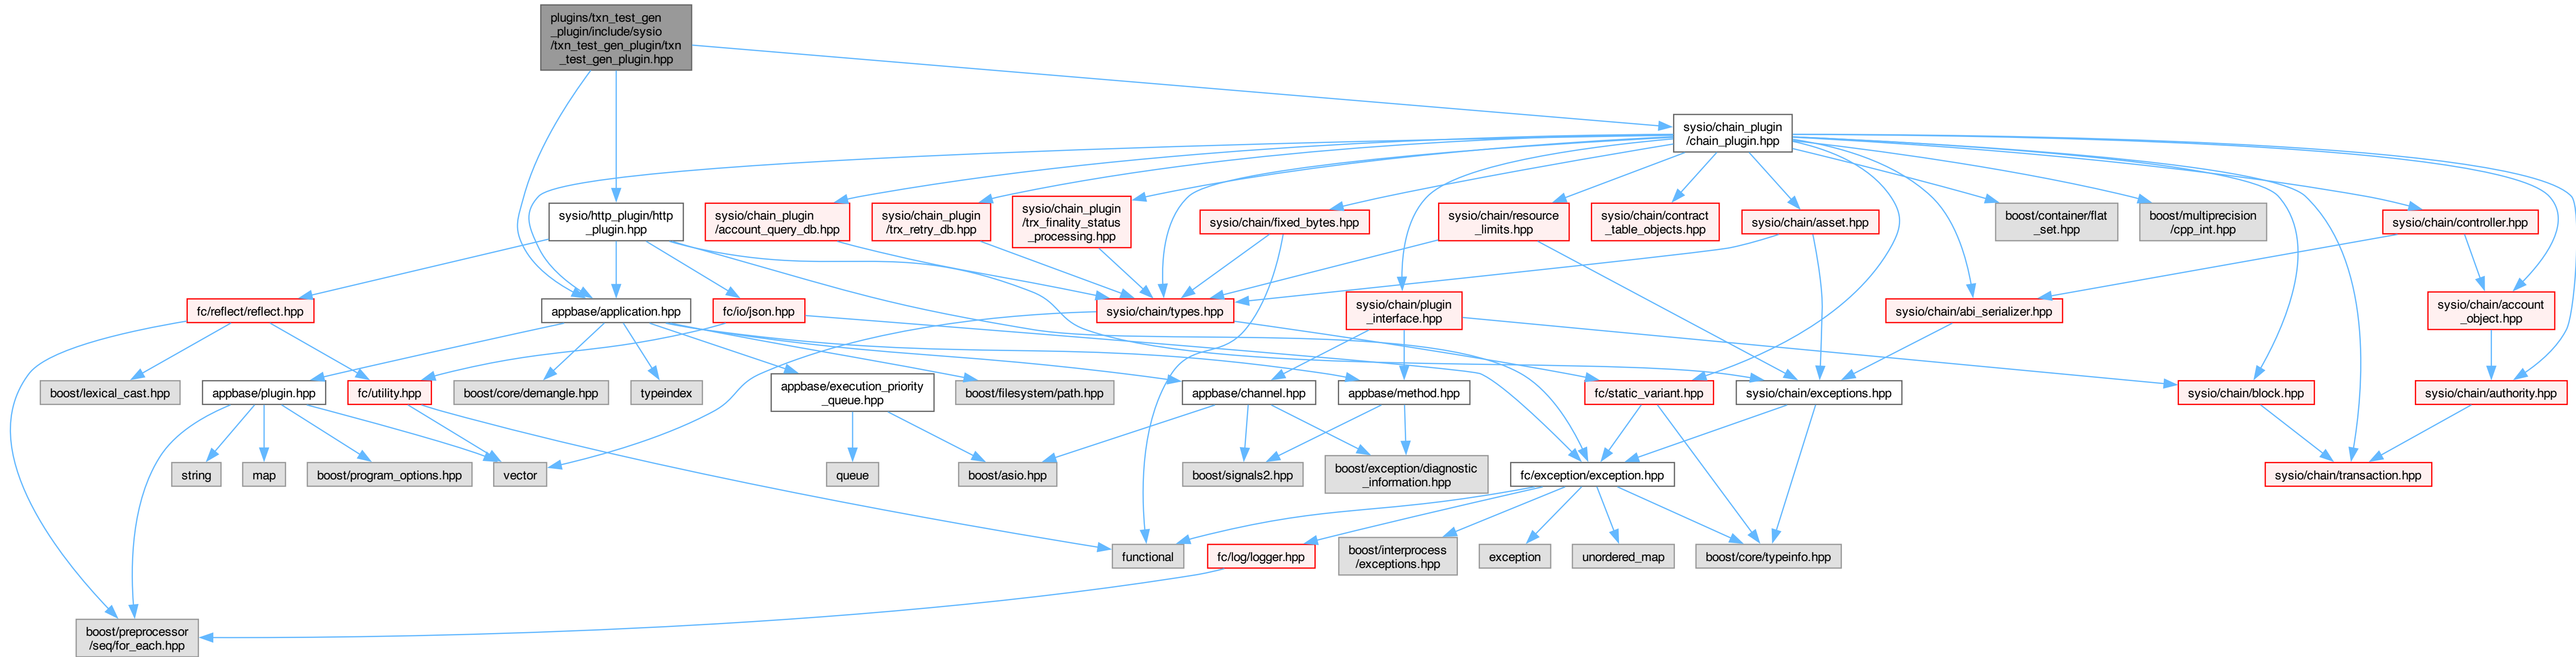 plugins/txn_test_gen
_plugin/include/sysio
/txn_test_gen_plugin/txn
_test_gen_plugin.hpp
sysio/chain_plugin
/chain_plugin.hpp
sysio/http_plugin/http
_plugin.hpp
sysio/chain_plugin
/account_query_db.hpp
sysio/chain_plugin
/trx_retry_db.hpp
sysio/chain_plugin
/trx_finality_status
_processing.hpp
sysio/chain/fixed_bytes.hpp
sysio/chain/resource
_limits.hpp
sysio/chain/contract
_table_objects.hpp
sysio/chain/asset.hpp
boost/container/flat
_set.hpp
boost/multiprecision
/cpp_int.hpp
sysio/chain/controller.hpp
fc/reflect/reflect.hpp
appbase/application.hpp
fc/io/json.hpp
sysio/chain/types.hpp
sysio/chain/plugin
_interface.hpp
sysio/chain/abi_serializer.hpp
sysio/chain/account
_object.hpp
boost/lexical_cast.hpp
appbase/plugin.hpp
fc/utility.hpp
boost/core/demangle.hpp
typeindex
appbase/execution_priority
_queue.hpp
boost/filesystem/path.hpp
appbase/channel.hpp
appbase/method.hpp
fc/static_variant.hpp
sysio/chain/exceptions.hpp
sysio/chain/block.hpp
sysio/chain/authority.hpp
string
map
boost/program_options.hpp
vector
queue
boost/asio.hpp
boost/signals2.hpp
boost/exception/diagnostic
_information.hpp
fc/exception/exception.hpp
sysio/chain/transaction.hpp
functional
fc/log/logger.hpp
boost/interprocess
/exceptions.hpp
exception
unordered_map
boost/core/typeinfo.hpp
boost/preprocessor
/seq/for_each.hpp